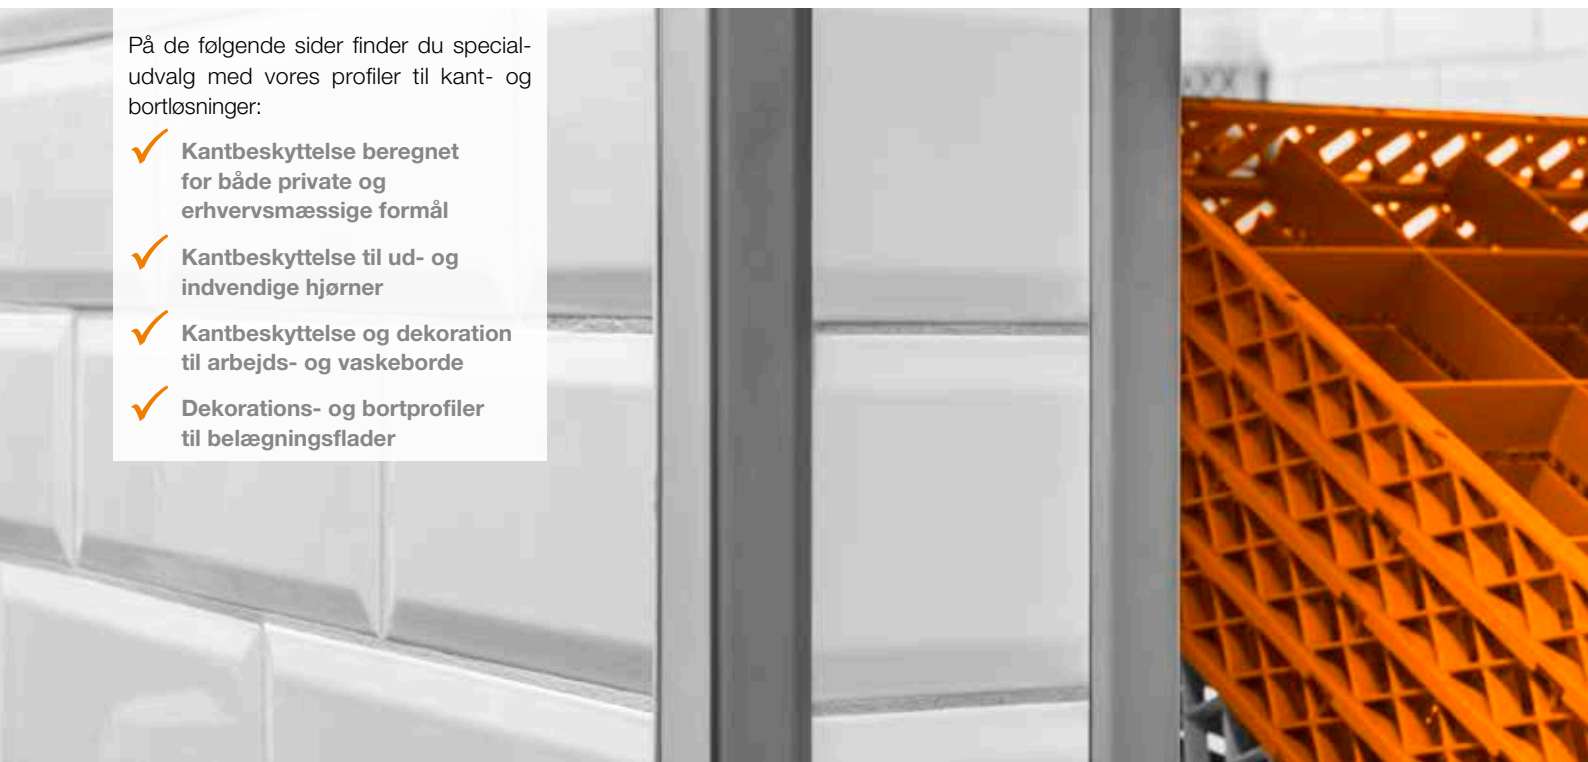 På de følgende sider finder du special-
udvalg med vores profiler til kant- og
bortløsninger:
Kantbeskyttelse beregnet
for både private og
erhvervsmæssige formål
Kantbeskyttelse til ud- og
indvendige hjørner
Kantbeskyttelse og dekoration
til arbejds- og vaskeborde
Dekorations- og bortprofiler
til belægningsflader